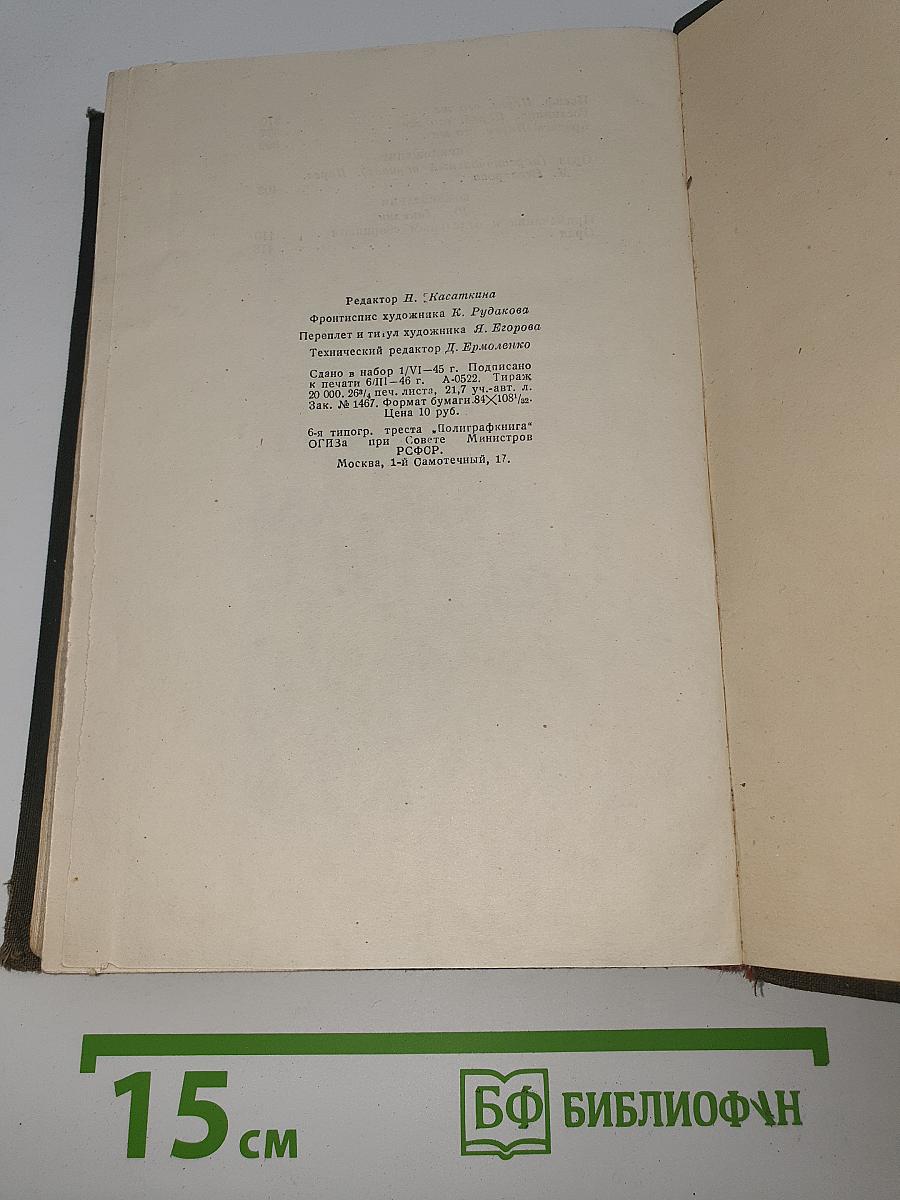 Редактор Н. Касаткина
Фронтиспис художника К. Рудакова
Переплет и титул художника Я. Егорова
Технический редактор Д. Ермоленко
Сдано в набор 1/VI—45 г. Подписано
к печати 6/III—46 г. А-0522. Тираж
20 000. 26³/₄ печ. листа, 21,7 уч.-авт. л.
Зак. № 1467. Формат бумаги 84×108¹/₃₂.
Цена 10 руб.
6-я типогр. треста „Полиграфкнига“
ОГИЗа при Совете Министров
РСФСР.
Москва, 1-й Самотечный, 17.
15 см
БФ БИБЛИОФАН